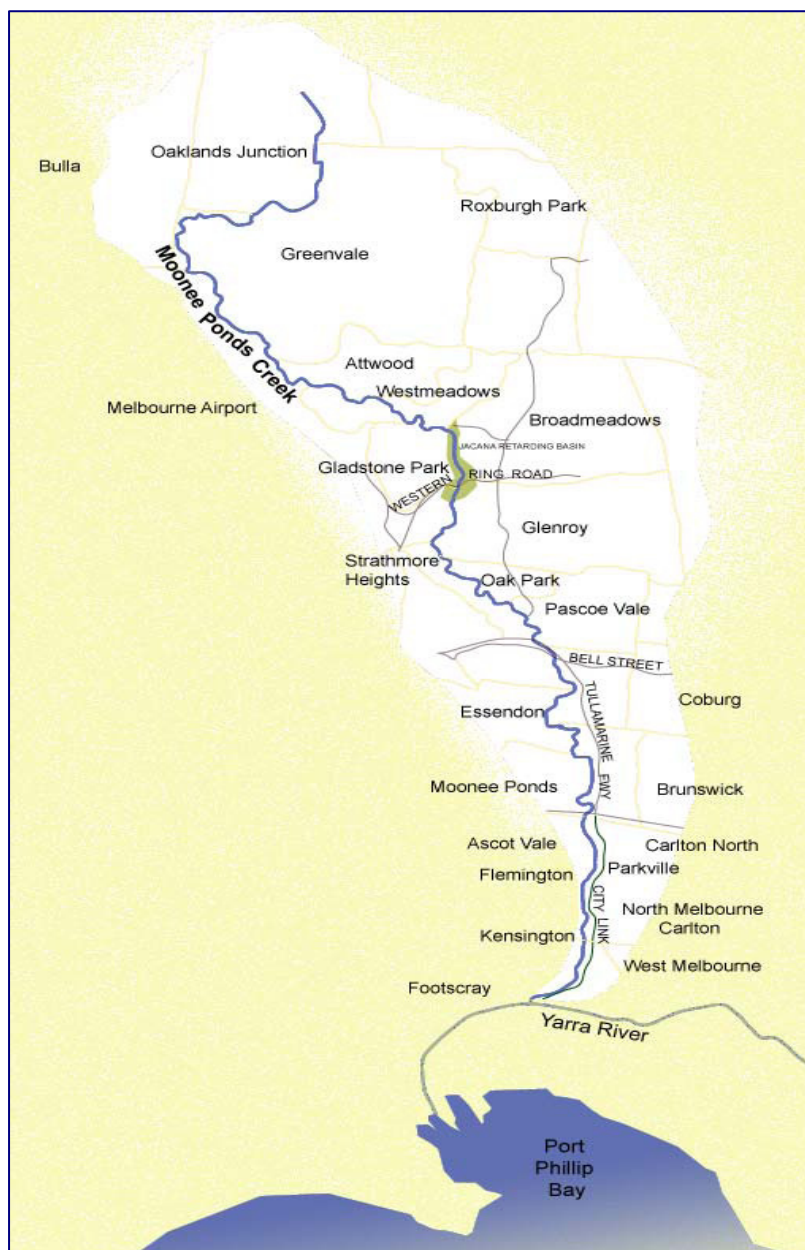 Oaklands Junction
Bulla
Roxburgh Park
Greenvale
Moonee Ponds Creek
Attwood
Westmeadows
Melbourne Airport
Broadmeadows
JACANA RETARDING BASIN
Gladstone Park
WESTERN RING ROAD
Glenroy
Strathmore
Heights
Oak Park
Pascoe Vale
BELL STREET
Coburg
TULLAMARINE FWY
Essendon
Moonee Ponds
Brunswick
Ascot Vale
Carlton North
Flemington
Parkville
CITY LINK
North Melbourne
Carlton
Kensington
West Melbourne
Footscray
Yarra River
Port
Phillip
Bay